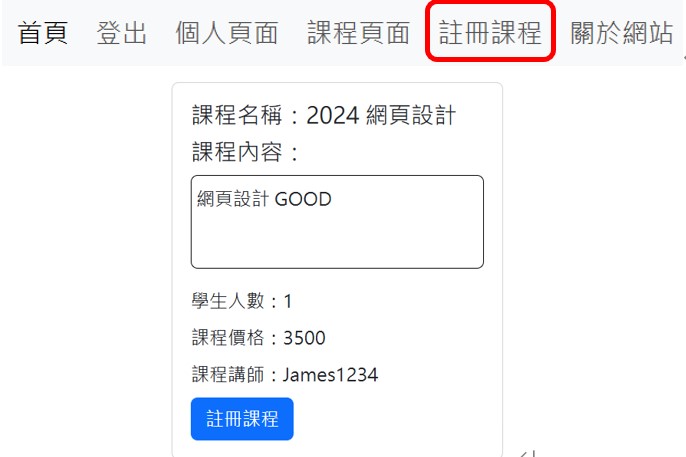 首頁 登出 個人頁面 課程頁面 註冊課程 關於網站
課程名稱：2024 網頁設計
課程內容：
網頁設計 GOOD
學生人數：1
課程價格：3500
課程講師：James1234
註冊課程